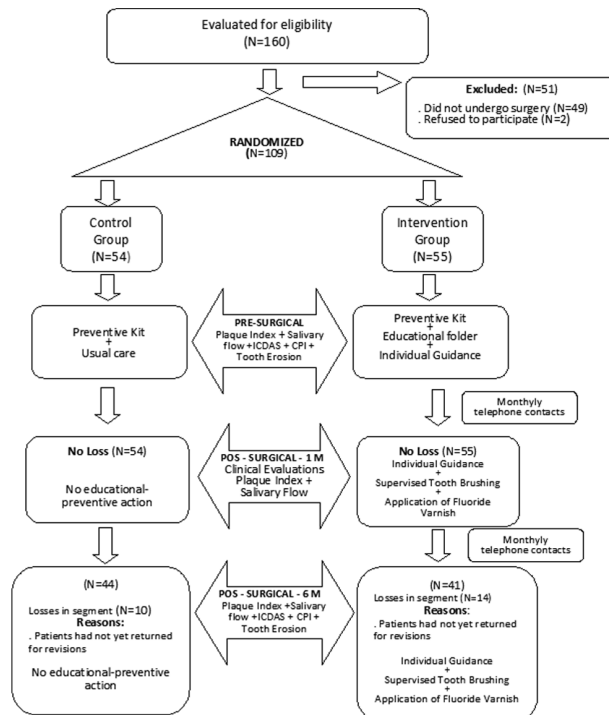 Evaluated for eligibility
(N=160)
Excluded: (N=51)
. Did not undergo surgery (N=49)
. Refused to participate (N=2)
RANDOMIZED
(N=109)
Control
Group
(N=54)
Intervention
Group
(N=55)
Preventive Kit
+
Usual care
PRE-SURGICAL
Plaque Index + Salivary
flow +ICDAS + CPI +
Tooth Erosion
Preventive Kit
+
Educational folder
+
Individual Guidance
Monthyly
telephone contacts
No Loss (N=54)
No educational-
preventive action
POS - SURGICAL - 1 M
Clinical Evaluations
Plaque Index +
Salivary Flow
No Loss (N=55)
Individual Guidance
+
Supervised Tooth Brushing
+
Application of Fluoride
Varnish
Monthyly
telephone contacts
(N=44)
Losses in segment (N=10)
Reasons:
. Patients had not yet returned
for revisions
No educational-preventive
action
POS - SURGICAL - 6 M
Plaque Index +Salivary
flow +ICDAS + CPI +
Tooth Erosion
(N=41)
Losses in segment (N=14)
Reasons:
. Patients had not yet returned
for revisions
Individual Guidance
+
Supervised Tooth Brushing
+
Application of Fluoride Varnish